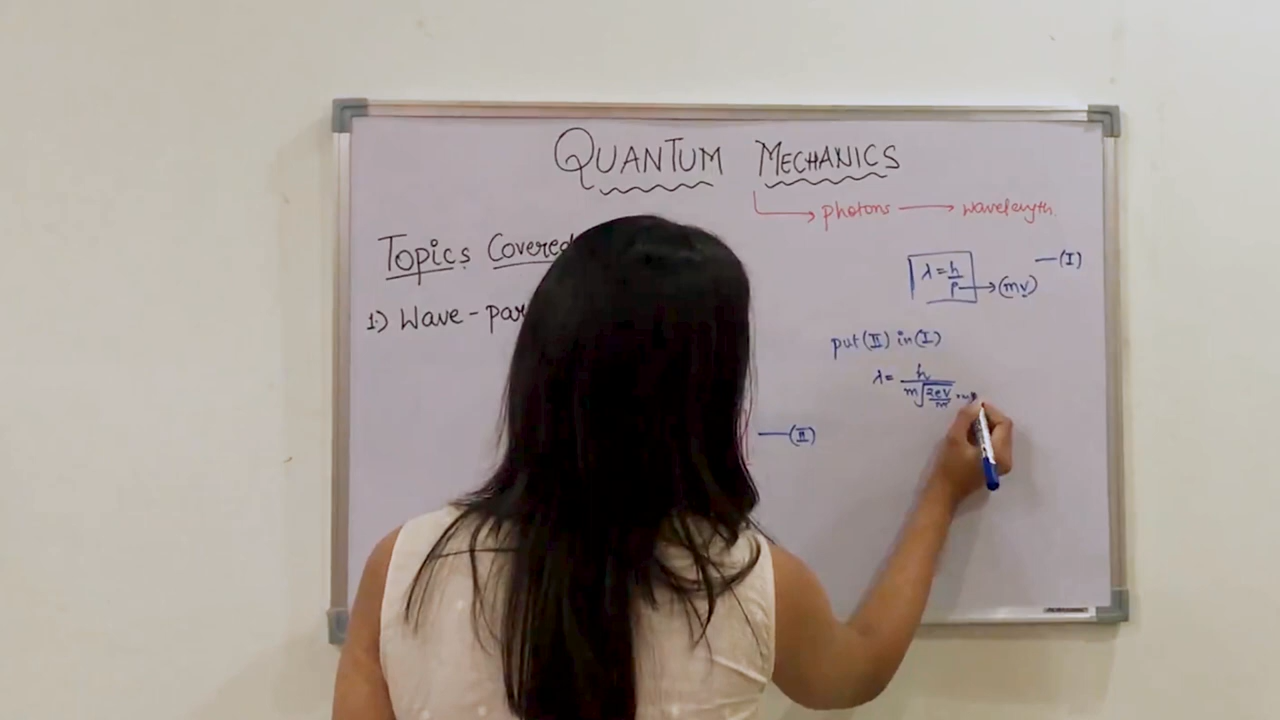 QUANTUM MECHANICS
photons → wavelength
Topics Covered
λ = h/p → (mv) —(I)
1.) Wave - par
put (II) in (I)
λ = h/m√2eV/m
—(II)